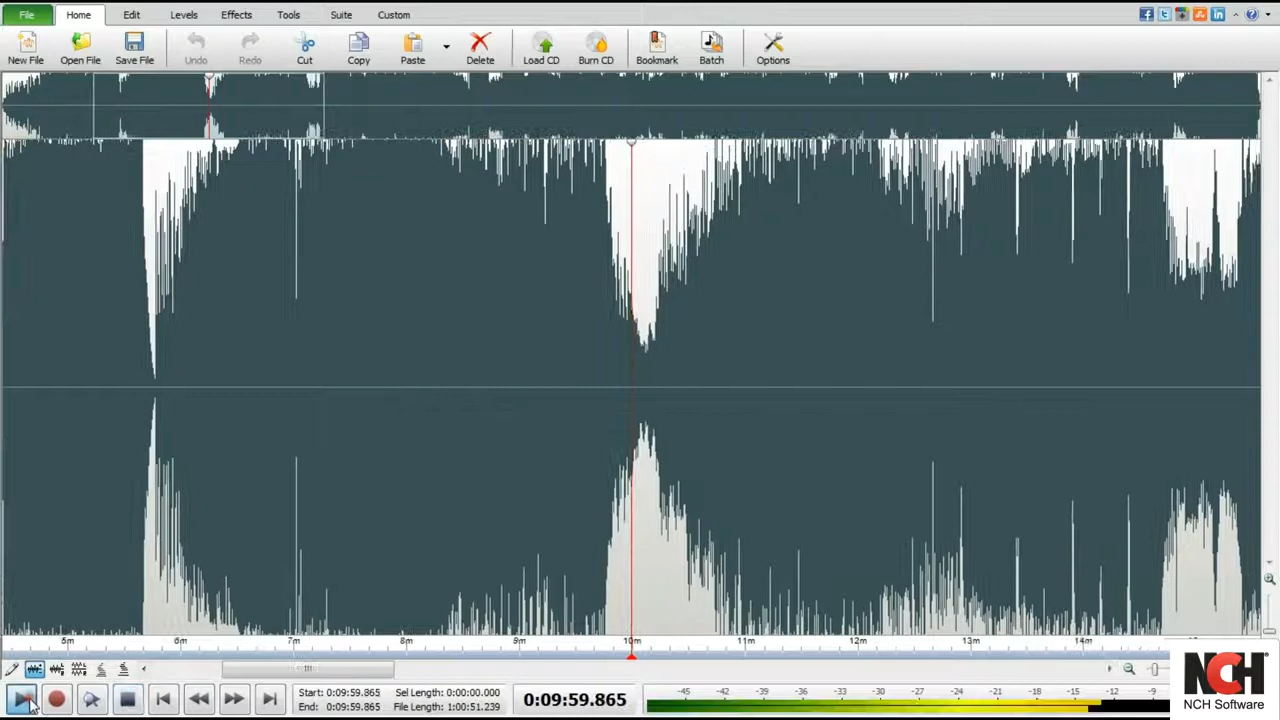 File Home Edit Levels Effects Tools Suite Custom
New File Open File Save File Undo Redo Cut Copy Paste Delete Load CD Burn CD Bookmark Batch Options
5m 6m 7m 8m 9m 10m 11m 12m 13m 14m
Start: 0:09:59.865 Sel Length: 0:00:00.000
End: 0:09:59.865 File Length: 1:00:51.239
0:09:59.865
-45 -42 -39 -36 -33 -30 -27 -24 -21 -18 -15 -12 -9
NCH®
NCH Software